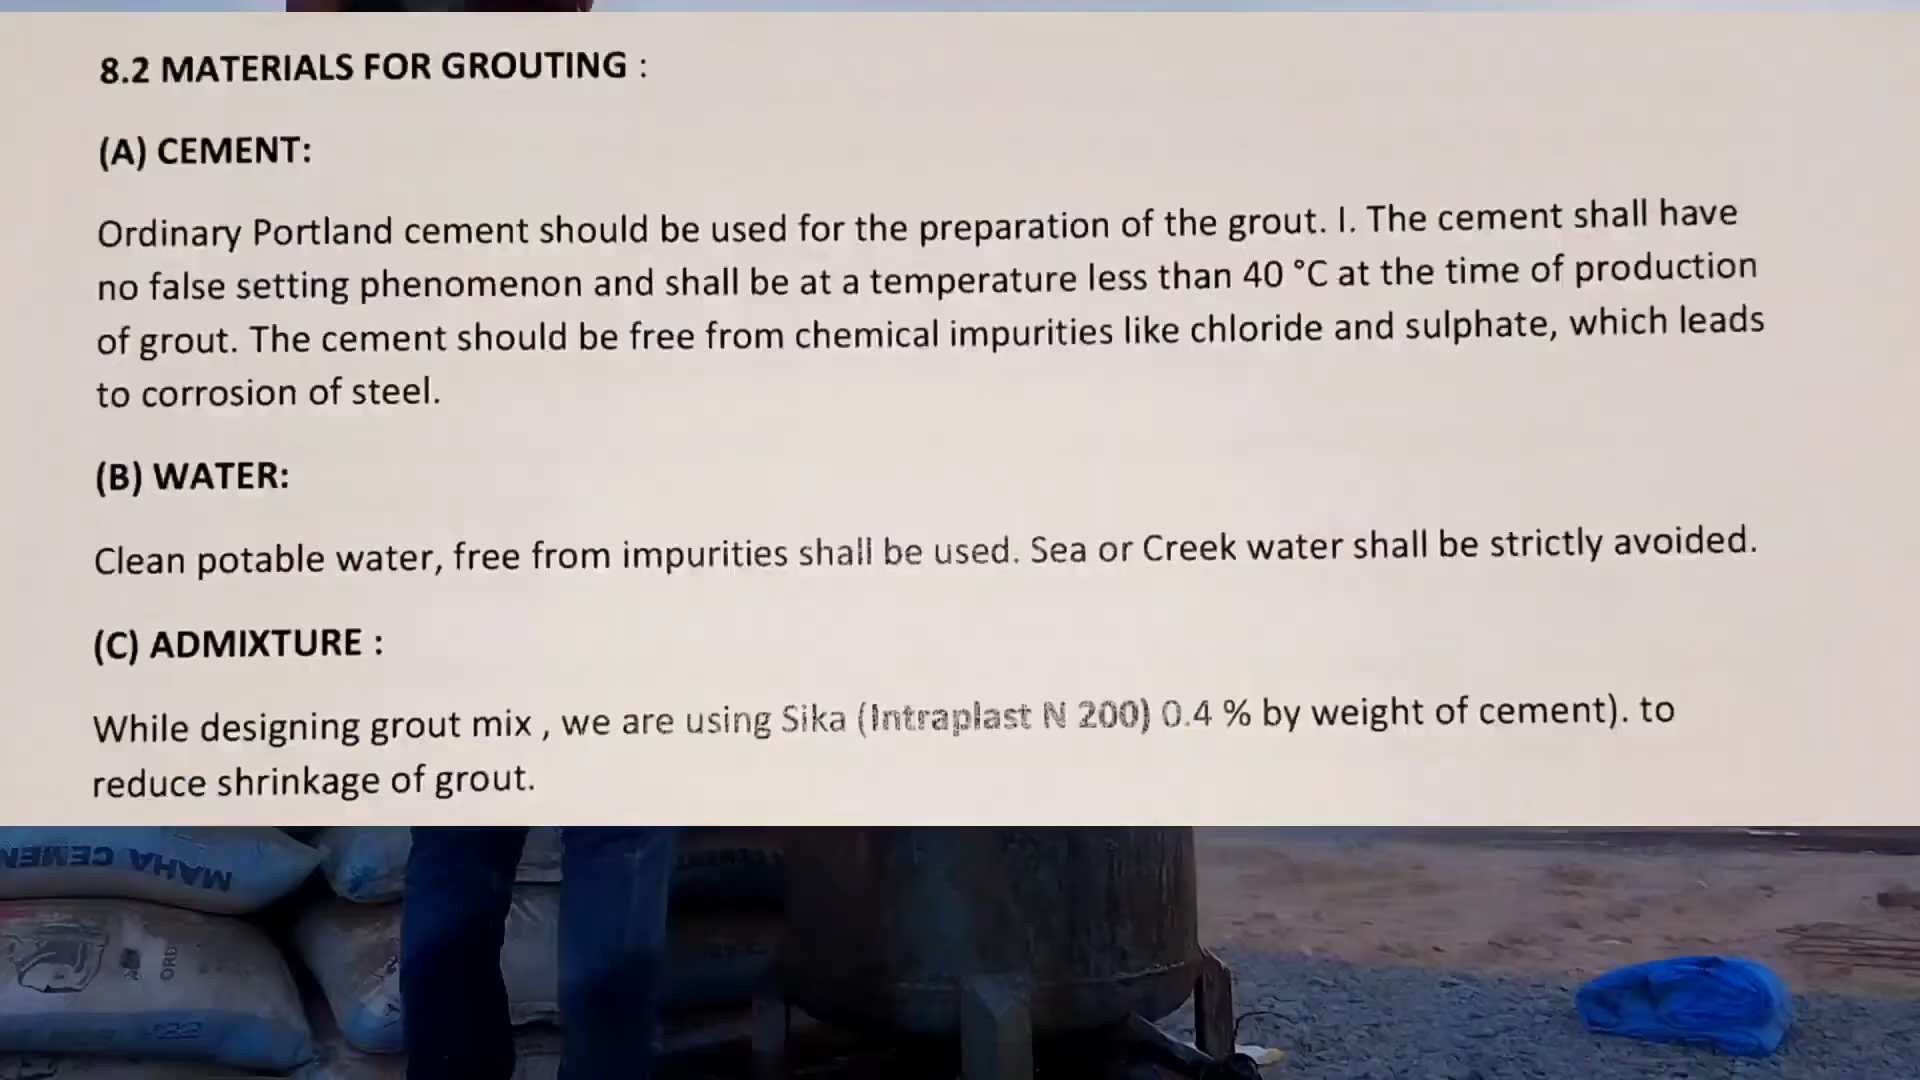 8.2 MATERIALS FOR GROUTING :
(A) CEMENT:
Ordinary Portland cement should be used for the preparation of the grout. I. The cement shall have
no false setting phenomenon and shall be at a temperature less than 40 °C at the time of production
of grout. The cement should be free from chemical impurities like chloride and sulphate, which leads
to corrosion of steel.
(B) WATER:
Clean potable water, free from impurities shall be used. Sea or Creek water shall be strictly avoided.
(C) ADMIXTURE :
While designing grout mix , we are using Sika (Intraplast N 200) 0.4 % by weight of cement). to
reduce shrinkage of grout.
MAHA CEMEN
ORD